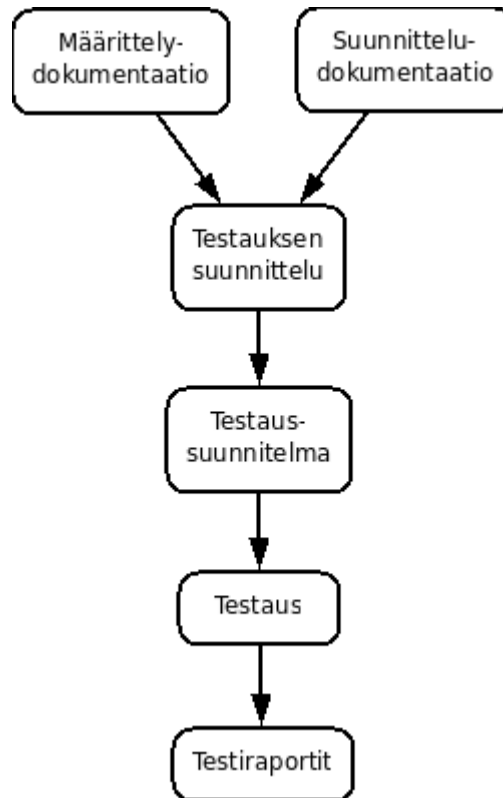 Määrittely-
dokumentaatio
Suunnittelu-
dokumentaatio
Testauksen
suunnittelu
Testaus-
suunnitelma
Testaus
Testiraportit